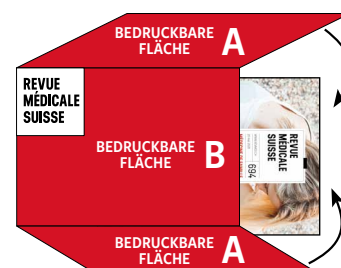 BEDRUCKBARE
FLÄCHE A
REVUE
MÉDICALE
SUISSE
BEDRUCKBARE
FLÄCHE B
REVUE
MÉDICALE
SUISSE
694
BEDRUCKBARE
FLÄCHE A